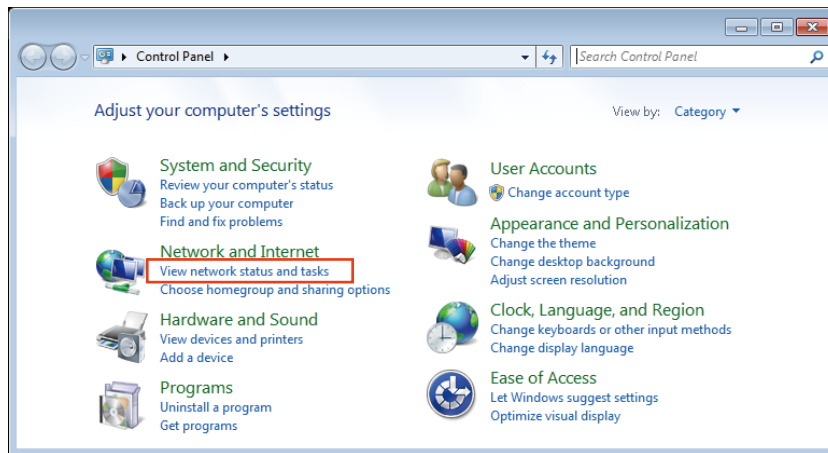 Control Panel
Search Control Panel
Adjust your computer's settings
View by: Category
System and Security
Review your computer's status
Back up your computer
Find and fix problems
Network and Internet
View network status and tasks
Choose homegroup and sharing options
Hardware and Sound
View devices and printers
Add a device
Programs
Uninstall a program
Get programs
User Accounts
Change account type
Appearance and Personalization
Change the theme
Change desktop background
Adjust screen resolution
Clock, Language, and Region
Change keyboards or other input methods
Change display language
Ease of Access
Let Windows suggest settings
Optimize visual display